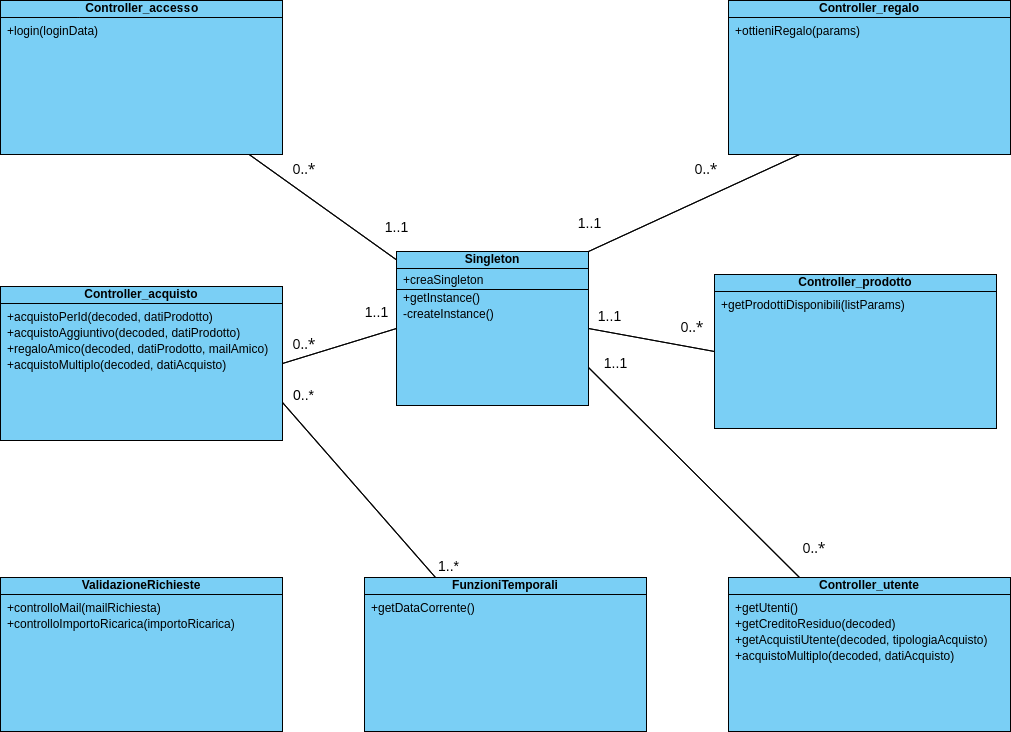 Controller_accesso
+login(loginData)
Controller_regalo
+ottieniRegalo(params)
0..*
1..1
0..*
1..1
Singleton
+creaSingleton
+getInstance()
-createInstance()
Controller_acquisto
+acquistoPerId(decoded, datiProdotto)
+acquistoAggiuntivo(decoded, datiProdotto)
+regaloAmico(decoded, datiProdotto, mailAmico)
+acquistoMultiplo(decoded, datiAcquisto)
1..1
0..*
0..*
1..1
0..*
1..1
Controller_prodotto
+getProdottiDisponibili(listParams)
1..*
0..*
ValidazioneRichieste
+controlloMail(mailRichiesta)
+controlloImportoRicarica(importoRicarica)
FunzioniTemporali
+getDataCorrente()
Controller_utente
+getUtenti()
+getCreditoResiduo(decoded)
+getAcquistiUtente(decoded, tipologiaAcquisto)
+acquistoMultiplo(decoded, datiAcquisto)